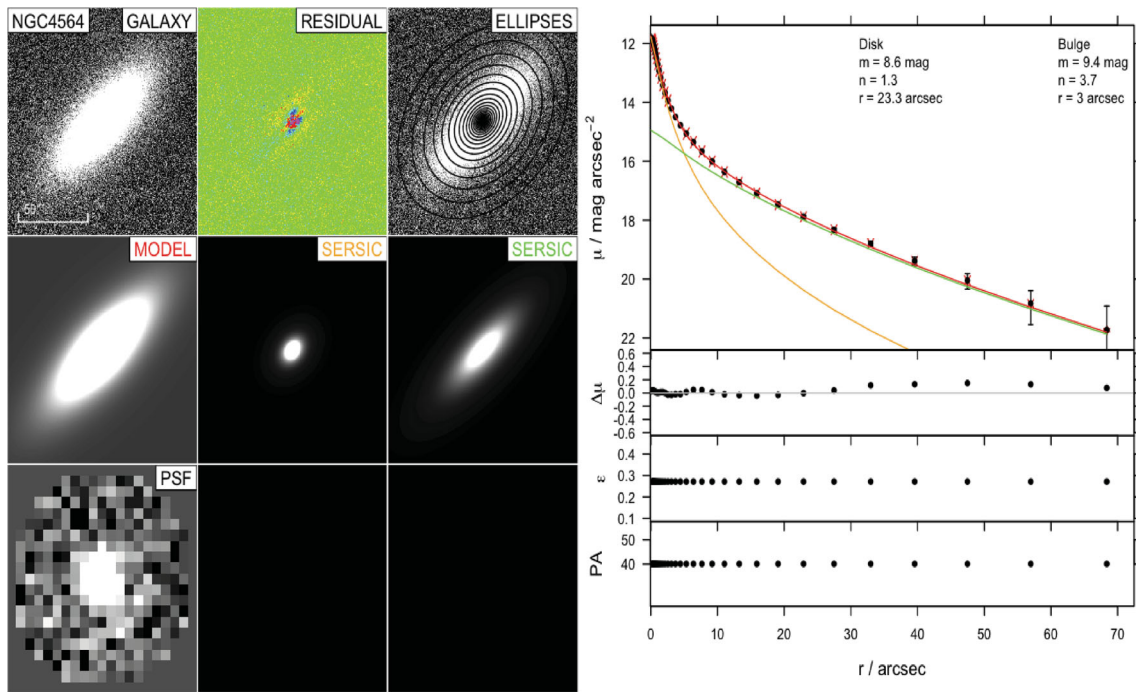 NGC4564 GALAXY
RESIDUAL
ELLIPSES
50
MODEL
SERSIC
SERSIC
PSF
Disk
m = 8.6 mag
n = 1.3
r = 23.3 arcsec
Bulge
m = 9.4 mag
n = 3.7
r = 3 arcsec
μ / mag arcsec−2
12
14
16
18
20
22
Δμ
0.6
0.4
0.2
0.0
-0.2
-0.4
-0.6
ε
0.4
0.3
0.2
0.1
PA
50
40
0 10 20 30 40 50 60 70
r / arcsec